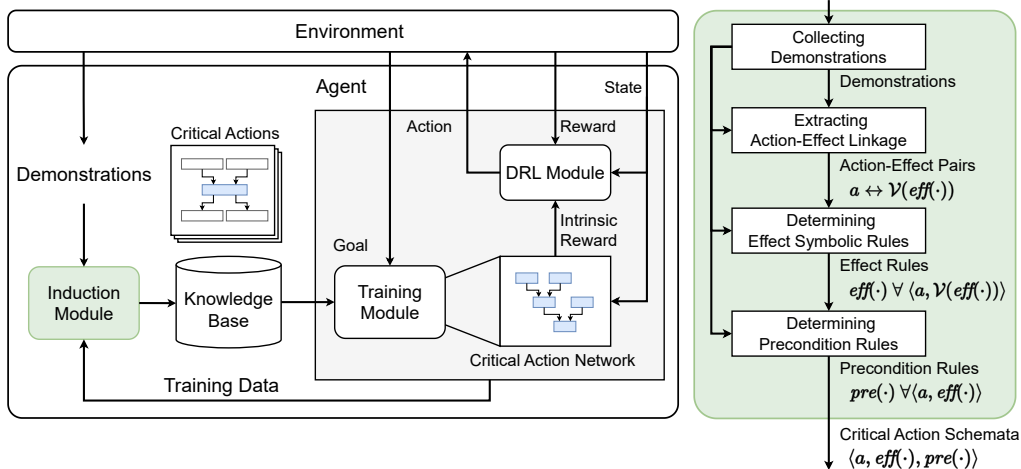 Environment
Agent
State
Critical Actions
Action
Reward
Demonstrations
DRL Module
Intrinsic
Reward
Goal
Induction
Module
Knowledge
Base
Training
Module
Critical Action Network
Training Data
Collecting
Demonstrations
Demonstrations
Extracting
Action-Effect Linkage
Action-Effect Pairs
a ↔ 𝒱(eff(·))
Determining
Effect Symbolic Rules
Effect Rules
eff(·) ∀ ⟨a, 𝒱(eff(·))⟩
Determining
Precondition Rules
Precondition Rules
pre(·) ∀⟨a, eff(·)⟩
Critical Action Schemata
⟨a, eff(·), pre(·)⟩